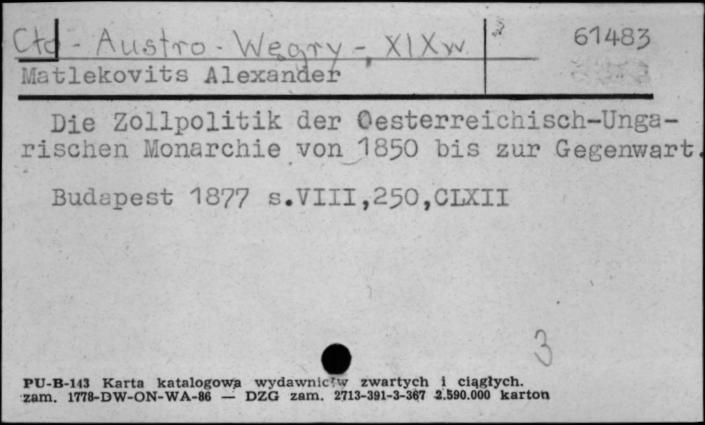 Cło - Austro - Węgry - XIX w 61483
Matlekovits Alexander
Die Zollpolitik der Oesterreichisch-Unga-
rischen Monarchie von 1850 bis zur Gegenwart.
Budapest 1877 s.VIII,250,CLXII
3
PU-B-143 Karta katalogowa wydawnictw zwartych i ciągłych.
zam. 1778-DW-ON-WA-86 — DZG zam. 2713-391-3-367 2.590.000 karton